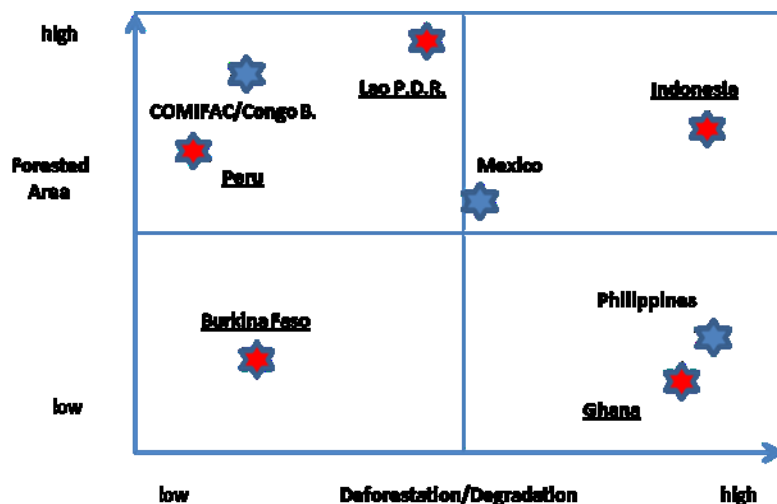 high
Lao P.D.R.
Indonesia
COMIFAC/Congo B.
Forested
Area
Peru
Mexico
Philippines
Burkina Faso
Ghana
low
low
Deforestation/Degradation
high